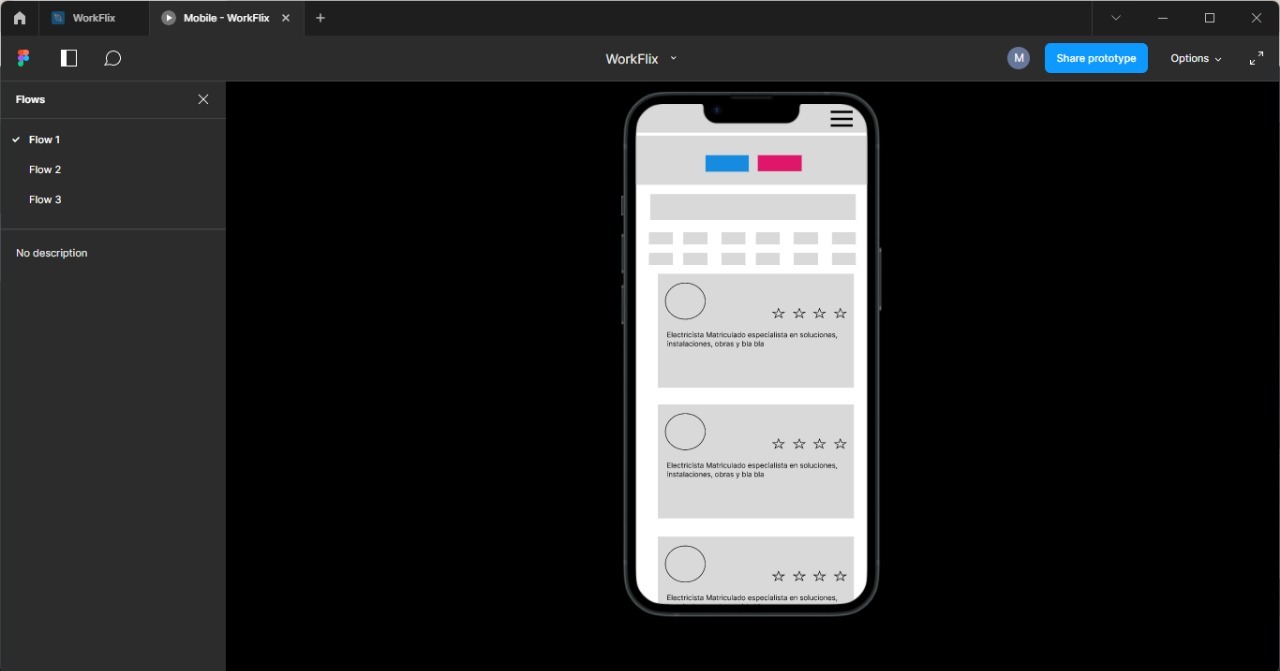 WorkFlix
Mobile - WorkFlix
WorkFlix
M
Share prototype
Options
Flows
Flow 1
Flow 2
Flow 3
No description
Electricista Matriculado especialista en soluciones,
instalaciones, obras y bla bla
Electricista Matriculado especialista en soluciones,
instalaciones, obras y bla bla
Electricista Matriculado especialista en soluciones,